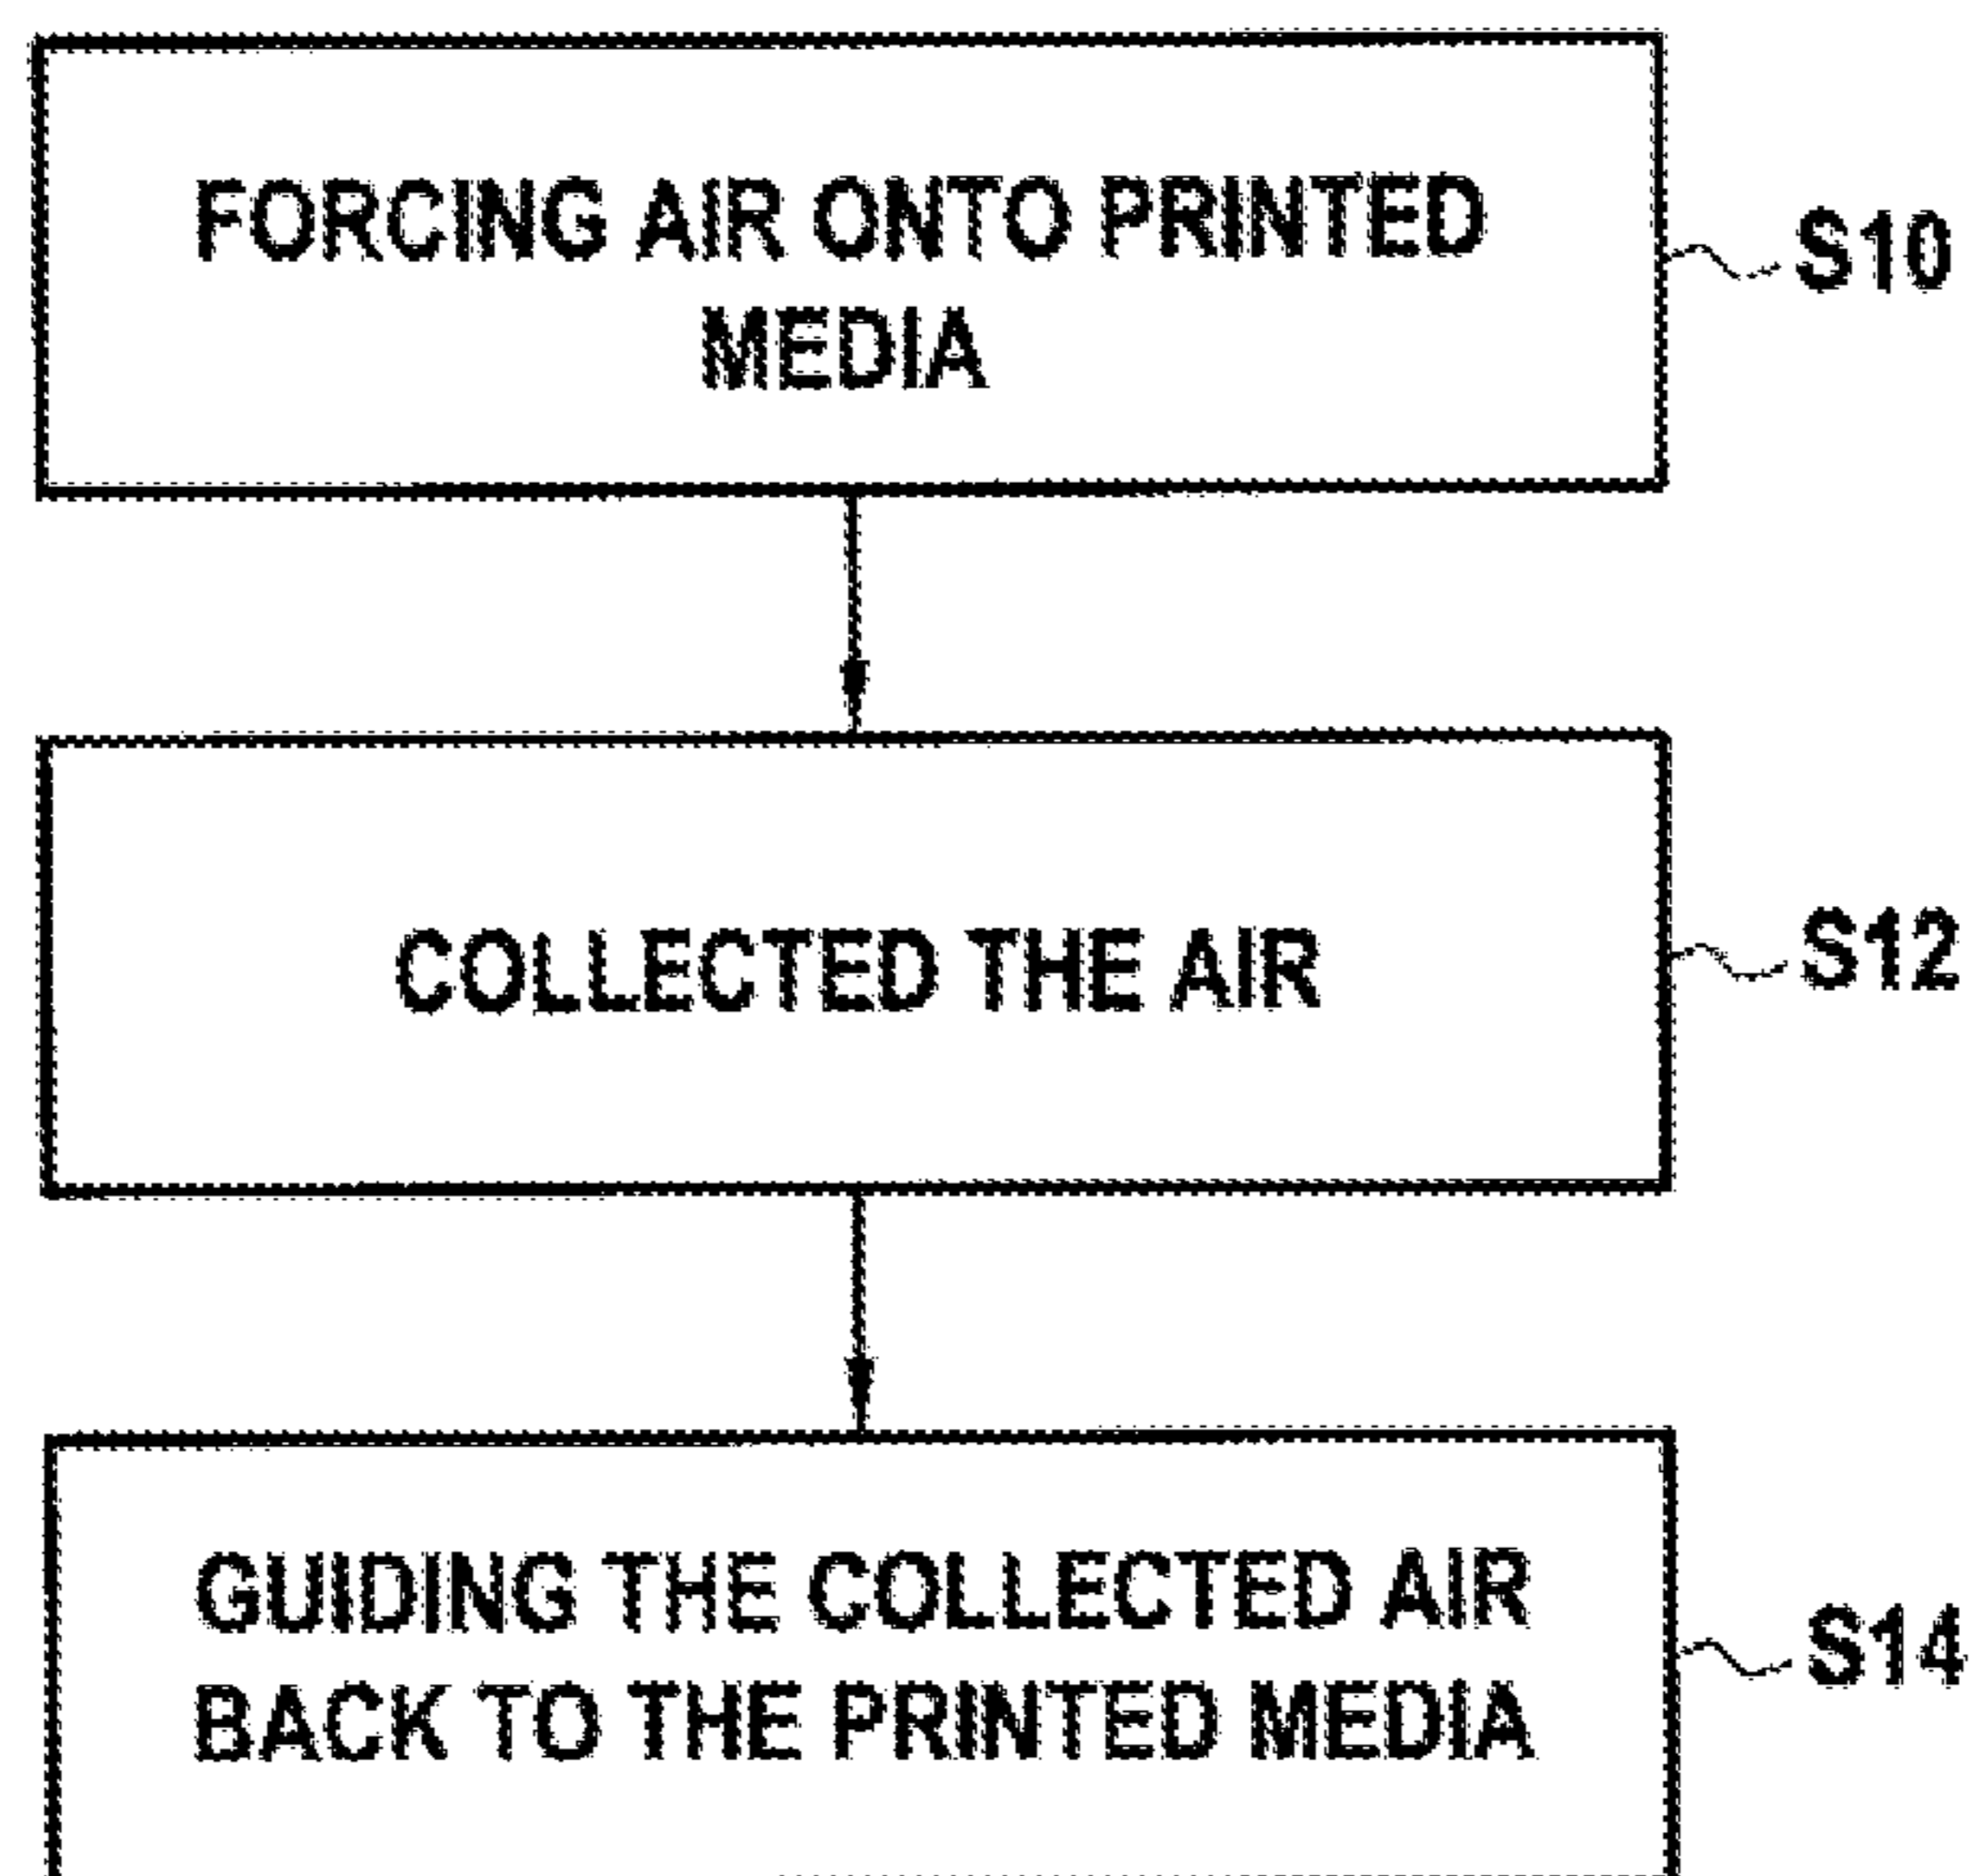 FORCING AIR ONTO PRINTED
MEDIA
S10
COLLECTED THE AIR
S12
GUIDING THE COLLECTED AIR
BACK TO THE PRINTED MEDIA
S14